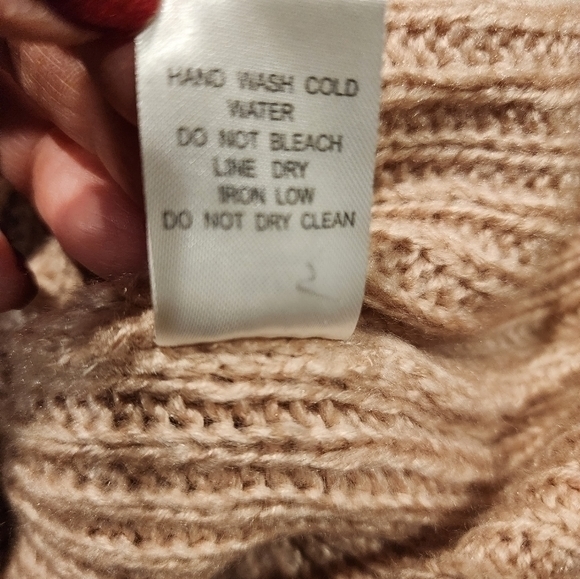 HAND WASH COLD
WATER
DO NOT BLEACH
LINE DRY
IRON LOW
DO NOT DRY CLEAN